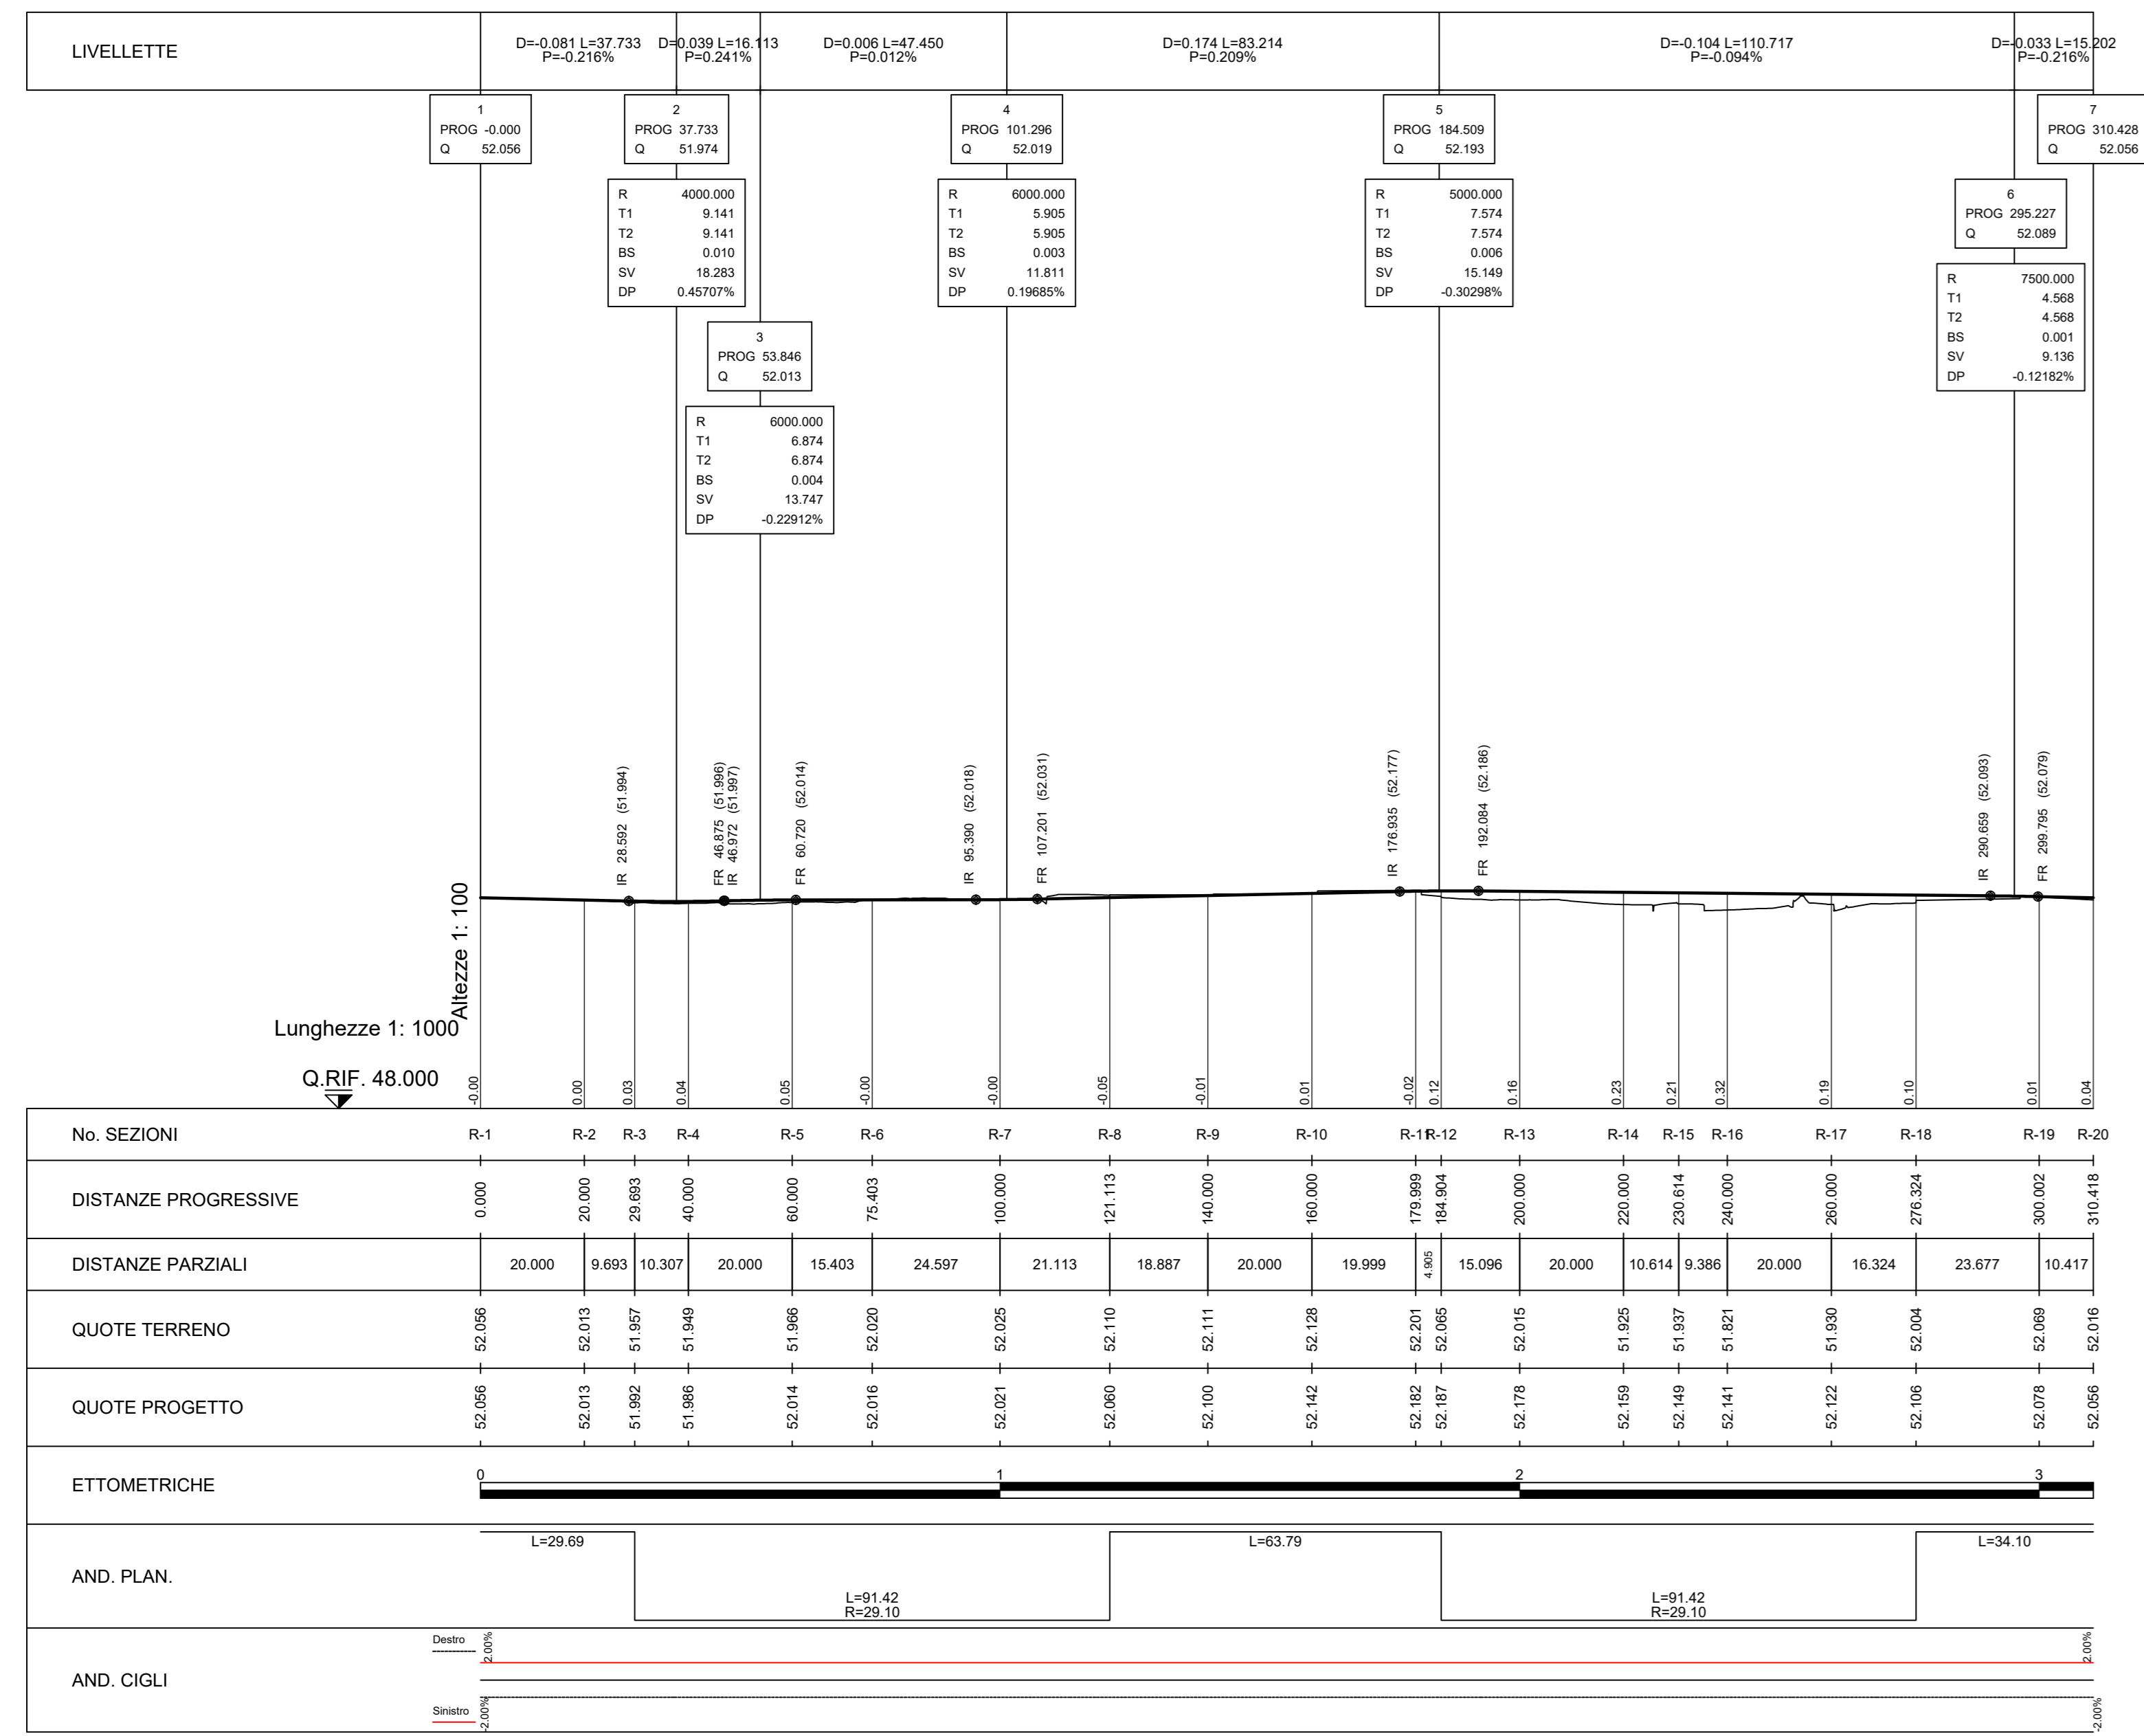 LIVELLETTE
D=-0.081 L=37.733
P=-0.216%
D=0.039 L=16.113
P=0.241%
D=0.006 L=47.450
P=0.012%
D=0.174 L=83.214
P=0.209%
D=-0.104 L=110.717
P=-0.094%
D=-0.033 L=15.202
P=-0.216%
1
PROG -0.000
Q 52.056
2
PROG 37.733
Q 51.974
R 4000.000
T1 9.141
T2 9.141
BS 0.010
SV 18.283
DP 0.45707%
3
PROG 53.846
Q 52.013
R 6000.000
T1 6.874
T2 6.874
BS 0.004
SV 13.747
DP -0.22912%
4
PROG 101.296
Q 52.019
R 6000.000
T1 5.905
T2 5.905
BS 0.003
SV 11.811
DP 0.19685%
5
PROG 184.509
Q 52.193
R 5000.000
T1 7.574
T2 7.574
BS 0.006
SV 15.149
DP -0.30298%
6
PROG 295.227
Q 52.089
R 7500.000
T1 4.568
T2 4.568
BS 0.001
SV 9.136
DP -0.12182%
7
PROG 310.428
Q 52.056
IR 28.592 (51.994)
FR 46.875 (51.996)
IR 46.972 (51.997)
FR 60.720 (52.014)
IR 95.390 (52.018)
FR 107.201 (52.031)
IR 176.935 (52.177)
FR 192.084 (52.186)
IR 290.659 (52.093)
FR 299.795 (52.079)
Altezze 1: 100
Lunghezze 1: 1000
Q.RIF. 48.000
-0.00 0.00 0.03 0.04 0.05 -0.00 -0.00 -0.05 -0.01 0.01 -0.02 0.12 0.16 0.23 0.21 0.32 0.19 0.10 0.01 0.04
No. SEZIONI R-1 R-2 R-3 R-4 R-5 R-6 R-7 R-8 R-9 R-10 R-11 R-12 R-13 R-14 R-15 R-16 R-17 R-18 R-19 R-20
DISTANZE PROGRESSIVE 0.000 20.000 29.693 40.000 60.000 75.403 100.000 121.113 140.000 160.000 179.999 184.904 200.000 220.000 230.614 240.000 260.000 276.324 300.002 310.418
DISTANZE PARZIALI 20.000 9.693 10.307 20.000 15.403 24.597 21.113 18.887 20.000 19.999 4.905 15.096 20.000 10.614 9.386 20.000 16.324 23.677 10.417
QUOTE TERRENO 52.056 52.013 51.957 51.949 51.966 52.020 52.025 52.110 52.111 52.128 52.201 52.065 52.015 51.925 51.937 51.821 51.930 52.004 52.069 52.016
QUOTE PROGETTO 52.056 52.013 51.992 51.986 52.014 52.016 52.021 52.060 52.100 52.142 52.182 52.187 52.178 52.159 52.149 52.141 52.122 52.106 52.078 52.056
ETTOMETRICHE 0 1 2 3
AND. PLAN.
L=29.69
L=91.42
R=29.10
L=63.79
L=91.42
R=29.10
L=34.10
AND. CIGLI
Destro 2.00% 2.00%
Sinistro -2.00% -2.00%